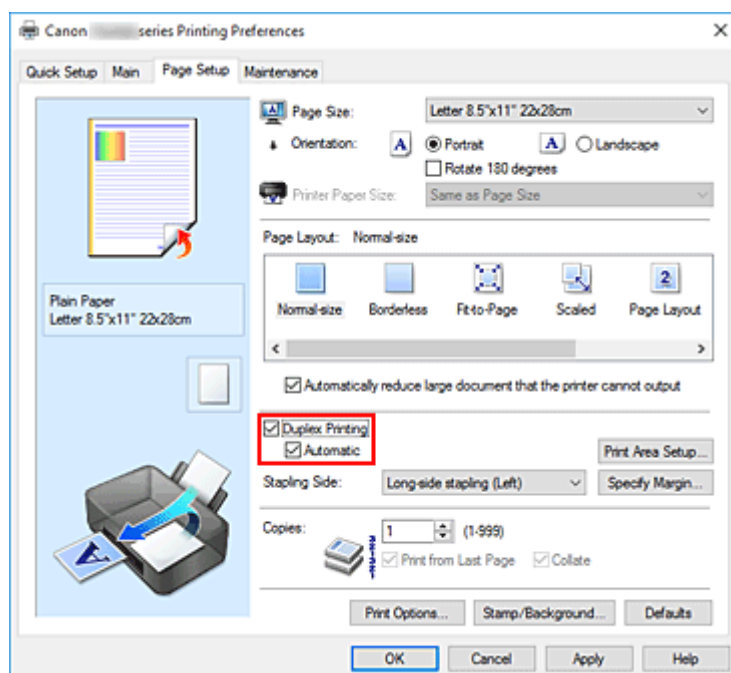 Canon series Printing Preferences
Quick Setup Main Page Setup Maintenance
Page Size: Letter 8.5"x11" 22x28cm
Orientation: A Portrait A Landscape
Rotate 180 degrees
Printer Paper Size: Same as Page Size
Page Layout: Normal-size
2
Normal-size Borderless Fit-to-Page Scaled Page Layout
Plain Paper
Letter 8.5"x11" 22x28cm
Automatically reduce large document that the printer cannot output
Duplex Printing
Automatic
Print Area Setup...
Stapling Side: Long-side stapling (Left) Specify Margin...
Copies: 1 (1-999)
Print from Last Page Collate
A
Print Options... Stamp/Background... Defaults
OK Cancel Apply Help